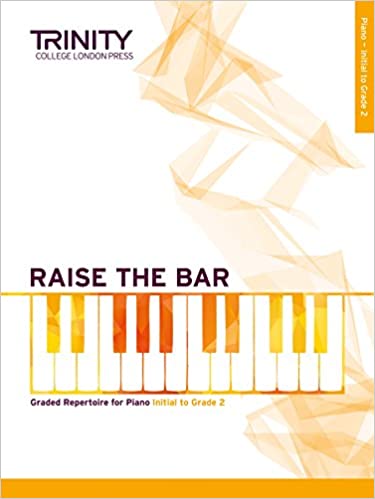 TRINITY
COLLEGE LONDON PRESS
Piano – Initial to Grade 2
RAISE THE BAR
Graded Repertoire for Piano Initial to Grade 2